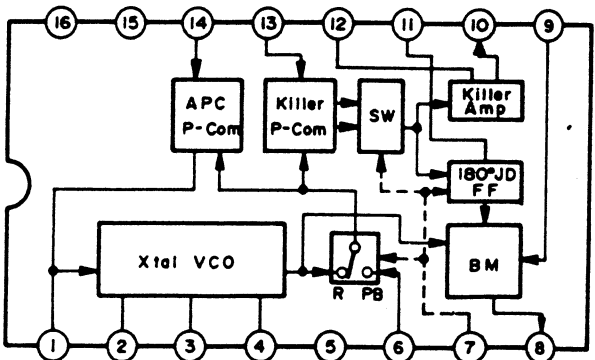 16 15 14 13 12 11 10 9
APC
P-Com
Killer
P-Com
SW
Killer
Amp
180°JD
FF
Xtal VCO
R PB
BM
1 2 3 4 5 6 7 8